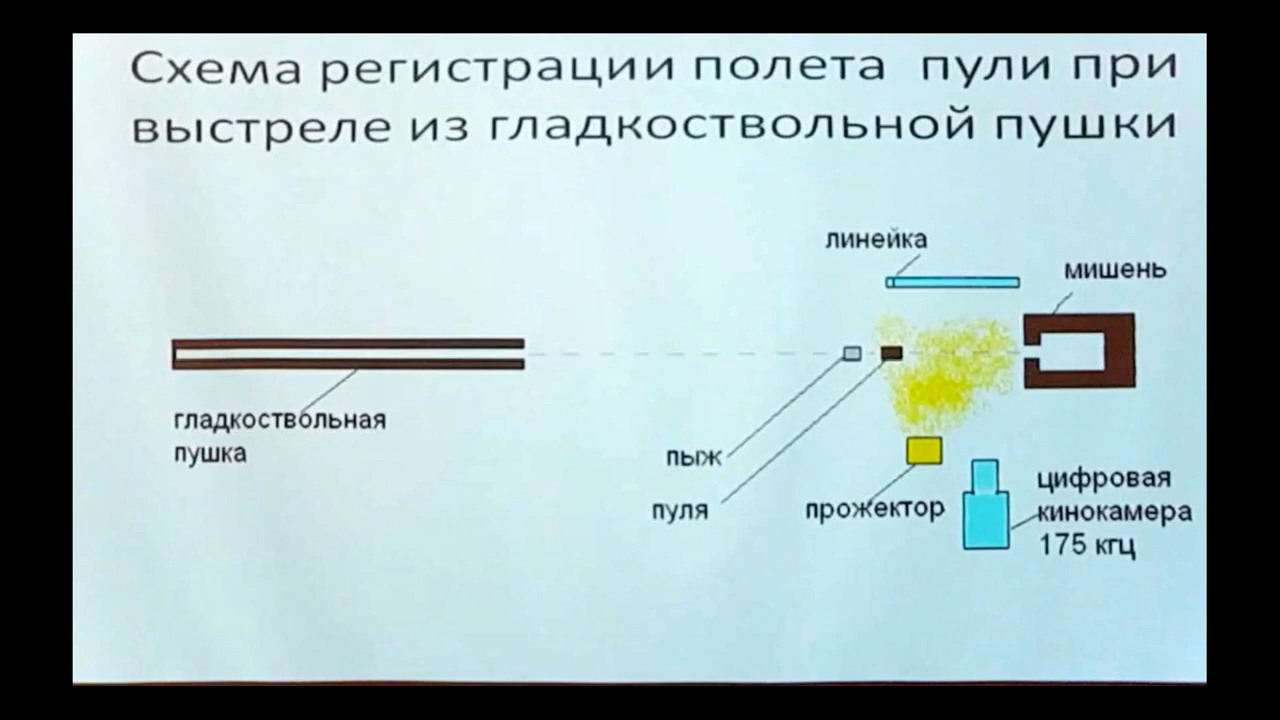 Схема регистрации полета пули при
выстреле из гладкоствольной пушки
линейка
мишень
гладкоствольная
пушка
пыж
пуля
прожектор
цифровая
кинокамера
175 кгц